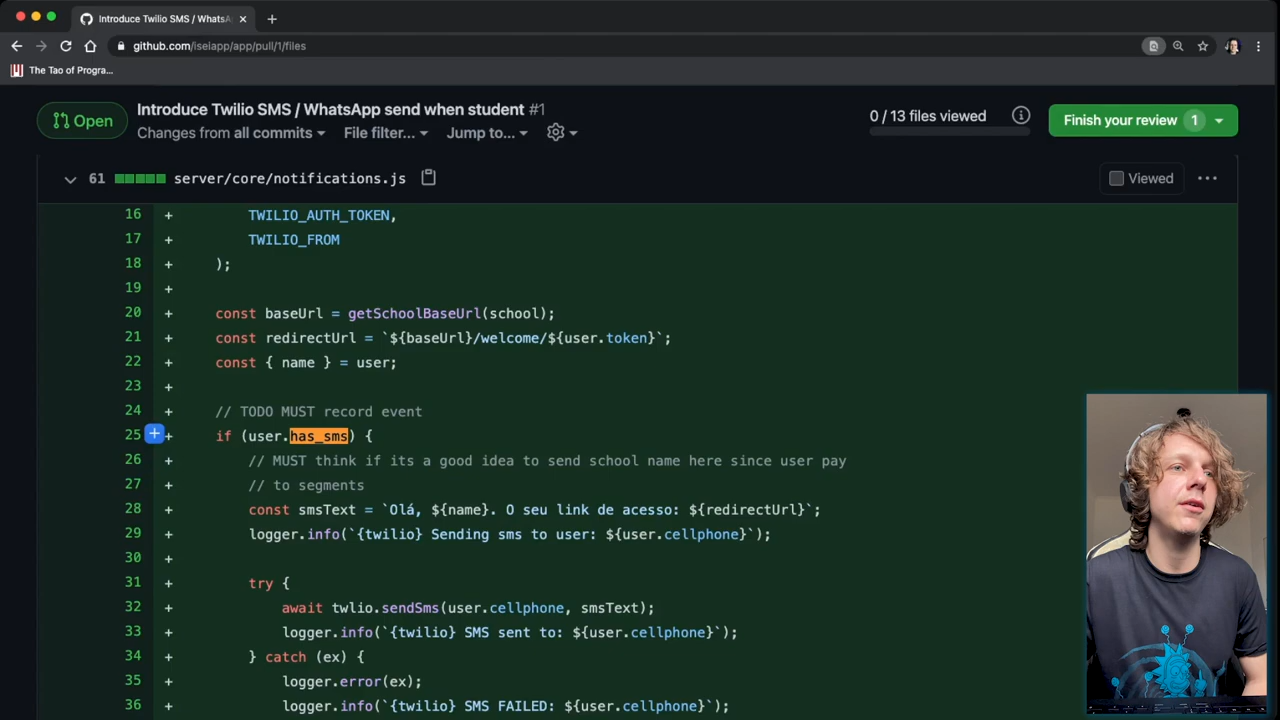 Introduce Twilio SMS / WhatsA
github.com/iseiapp/app/pull/1/files
The Tao of Progra...
Open
Introduce Twilio SMS / WhatsApp send when student #1
Changes from all commits
File filter...
Jump to...
0 / 13 files viewed
Finish your review 1
61 server/core/notifications.js
Viewed
16 + TWILIO_AUTH_TOKEN,
17 + TWILIO_FROM
18 + );
19 +
20 + const baseUrl = getSchoolBaseUrl(school);
21 + const redirectUrl = `${baseUrl}/welcome/${user.token}`;
22 + const { name } = user;
23 +
24 + // TODO MUST record event
25 + if (user.has_sms) {
26 + // MUST think if its a good idea to send school name here since user pay
27 + // to segments
28 + const smsText = `Olá, ${name}. O seu link de acesso: ${redirectUrl}`;
29 + logger.info(`{twilio} Sending sms to user: ${user.cellphone}`);
30 +
31 + try {
32 + await twlio.sendSms(user.cellphone, smsText);
33 + logger.info(`{twilio} SMS sent to: ${user.cellphone}`);
34 + } catch (ex) {
35 + logger.error(ex);
36 + logger.info(`{twilio} SMS FAILED: ${user.cellphone}`);